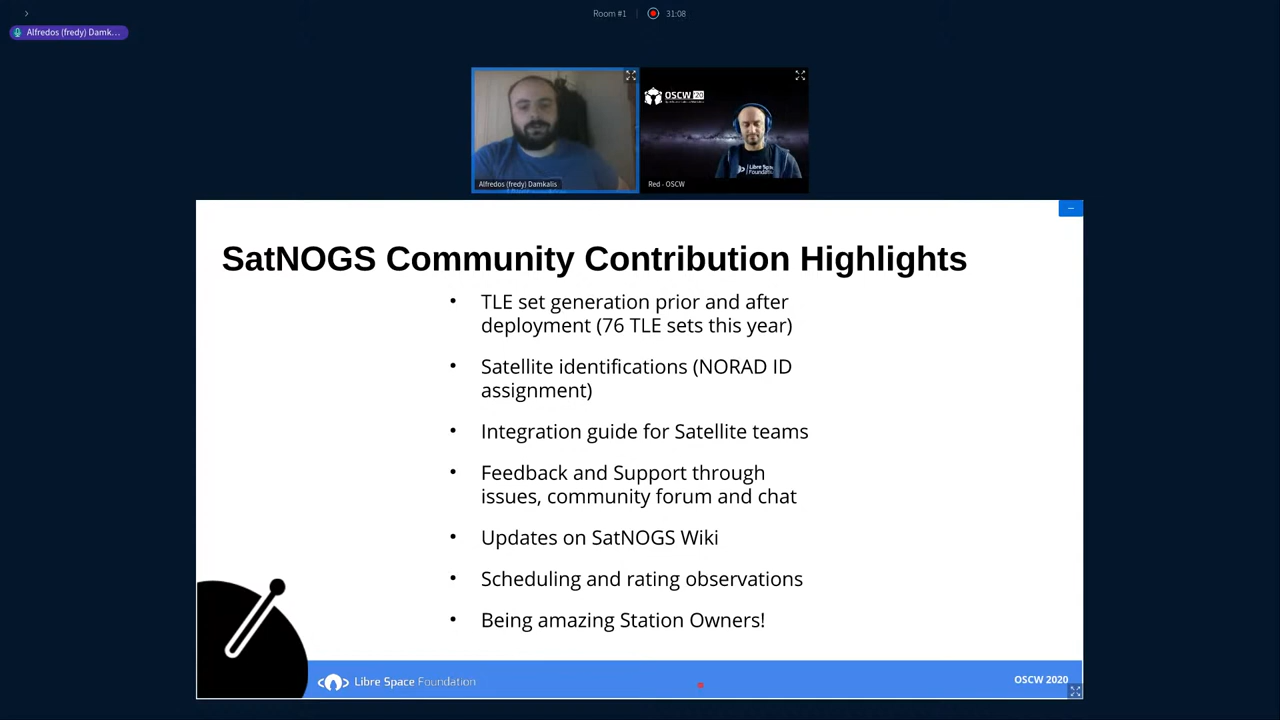 Room #1
31:08
Alfredos (fredy) Damk...
OSCW '20
Libre Space
Foundation
Alfredos (fredy) Damkalis
Red - OSCW
SatNOGS Community Contribution Highlights
• TLE set generation prior and after
deployment (76 TLE sets this year)
• Satellite identifications (NORAD ID
assignment)
• Integration guide for Satellite teams
• Feedback and Support through
issues, community forum and chat
• Updates on SatNOGS Wiki
• Scheduling and rating observations
• Being amazing Station Owners!
Libre Space Foundation
OSCW 2020